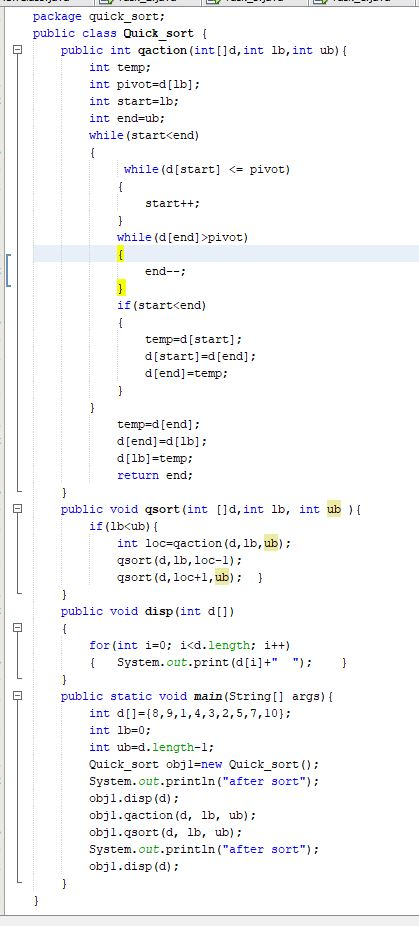 package quick_sort;
public class Quick_sort {
public int qaction(int[]d,int lb,int ub){
int temp;
int pivot=d[lb];
int start=lb;
int end=ub;
while(start<end)
{
while(d[start] <= pivot)
{
start++;
}
while(d[end]>pivot)
{
end--;
}
if(start<end)
{
temp=d[start];
d[start]=d[end];
d[end]=temp;
}
}
temp=d[end];
d[end]=d[lb];
d[lb]=temp;
return end;
}
public void qsort(int []d,int lb, int ub ){
if(lb<ub){
int loc=qaction(d,lb,ub);
qsort(d,lb,loc-1);
qsort(d,loc+1,ub);  }
}
public void disp(int d[])
{
for(int i=0; i<d.length; i++)
{   System.out.print(d[i]+"  ");    }
}
public static void main(String[] args){
int d[]={8,9,1,4,3,2,5,7,10};
int lb=0;
int ub=d.length-1;
Quick_sort obj1=new Quick_sort();
System.out.println("after sort");
obj1.disp(d);
obj1.qaction(d, lb, ub);
obj1.qsort(d, lb, ub);
System.out.println("after sort");
obj1.disp(d);
}
}